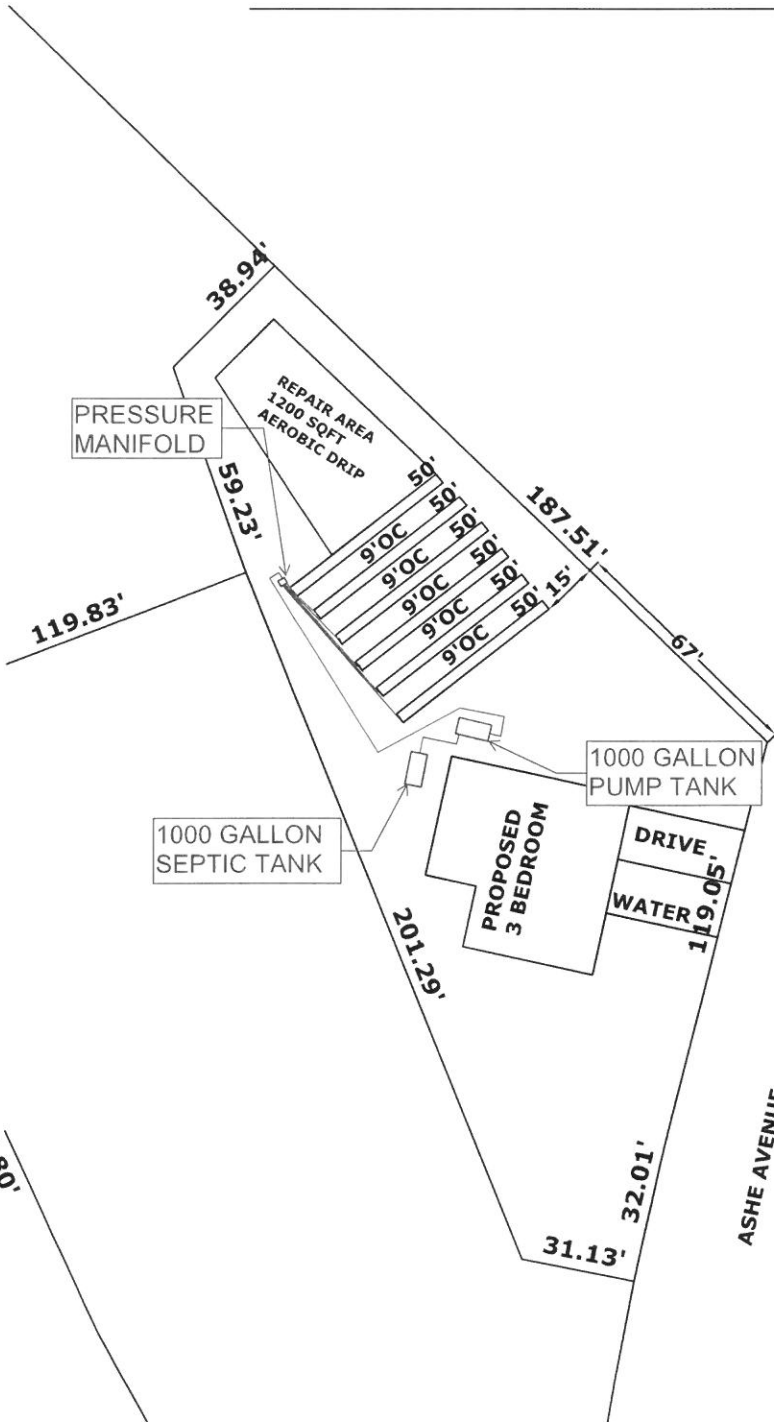 38.94'
REPAIR AREA
1200 SQFT
AEROBIC DRIP
PRESSURE
MANIFOLD
59.23'
50'
50'
50'
50'
50'
50'
9'OC
9'OC
9'OC
9'OC
9'OC
187.51'
15'
67'
119.83'
1000 GALLON
PUMP TANK
1000 GALLON
SEPTIC TANK
PROPOSED
3 BEDROOM
DRIVE
WATER
119.05'
201.29'
32.01'
31.13'
ASHE AVENUE